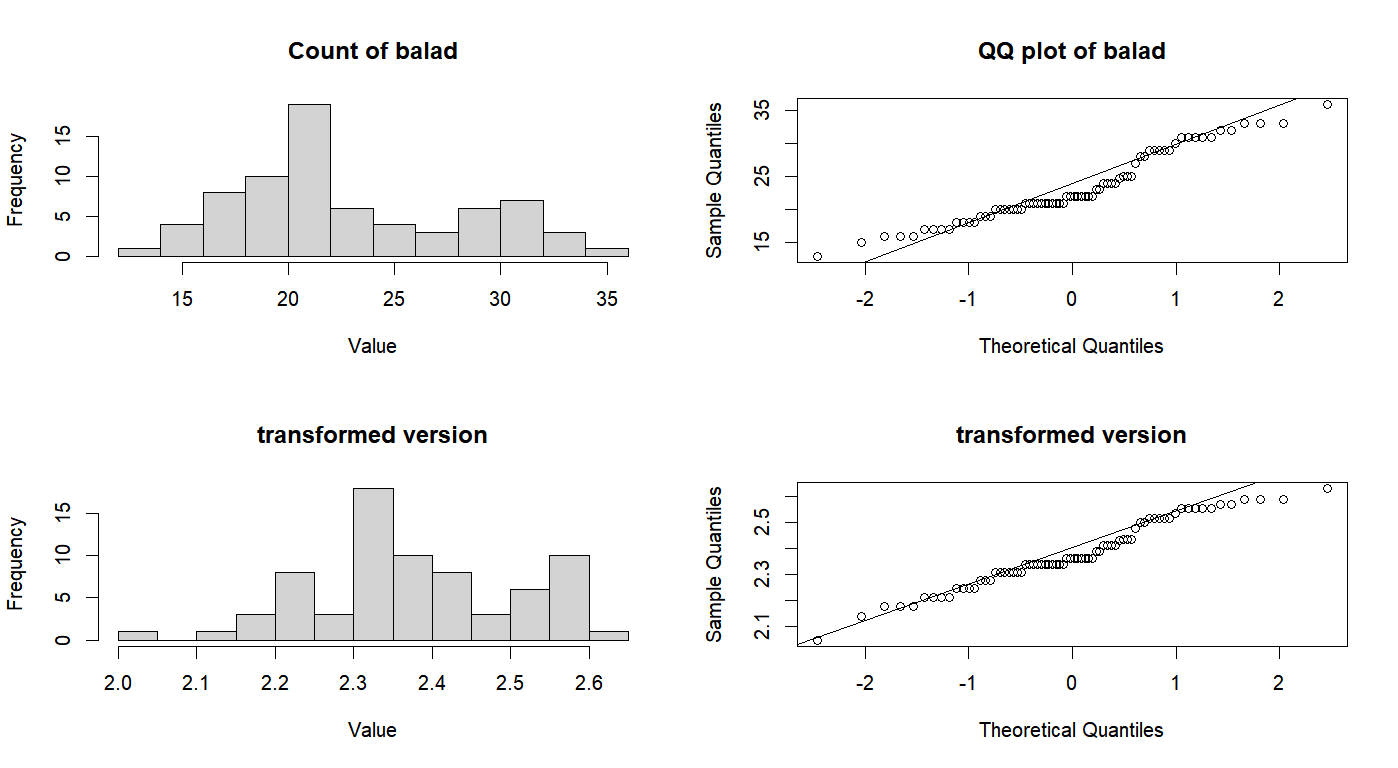 Count of balad
Frequency
0 5 10 15
15 20 25 30 35
Value
QQ plot of balad
Sample Quantiles
15 25 35
-2 -1 0 1 2
Theoretical Quantiles
transformed version
Frequency
0 5 10 15
2.0 2.1 2.2 2.3 2.4 2.5 2.6
Value
transformed version
Sample Quantiles
2.1 2.3 2.5
-2 -1 0 1 2
Theoretical Quantiles